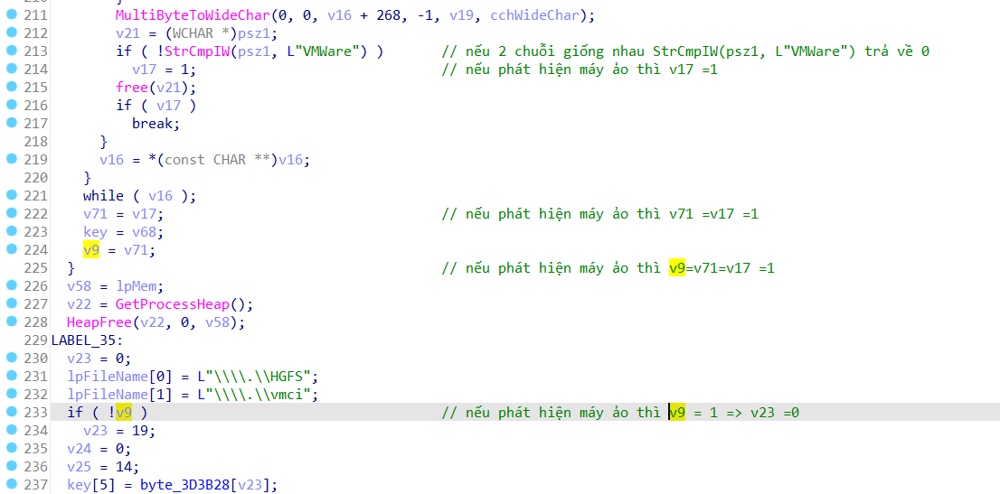 211 MultiByteToWideChar(0, 0, v16 + 268, -1, v19, cchWideChar);
212 v21 = (WCHAR *)psz1;
213 if ( !StrCmpIW(psz1, L"VMWare") ) // nếu 2 chuỗi giống nhau StrCmpIW(psz1, L"VMWare") trả về 0
214 v17 = 1; // nếu phát hiện máy ảo thì v17 =1
215 free(v21);
216 if ( v17 )
217 break;
218 }
219 v16 = *(const CHAR **)v16;
220 }
221 while ( v16 );
222 v71 = v17; // nếu phát hiện máy ảo thì v71 =v17 =1
223 key = v68;
224 v9 = v71;
225 } // nếu phát hiện máy ảo thì v9=v71=v17 =1
226 v58 = lpMem;
227 v22 = GetProcessHeap();
228 HeapFree(v22, 0, v58);
229 LABEL_35:
230 v23 = 0;
231 lpFileName[0] = L"\\\\.\\HGFS";
232 lpFileName[1] = L"\\\\.\\vmci";
233 if ( !v9 ) // nếu phát hiện máy ảo thì v9 = 1 => v23 =0
234 v23 = 19;
235 v24 = 0;
236 v25 = 14;
237 key[5] = byte_3D3B28[v23];